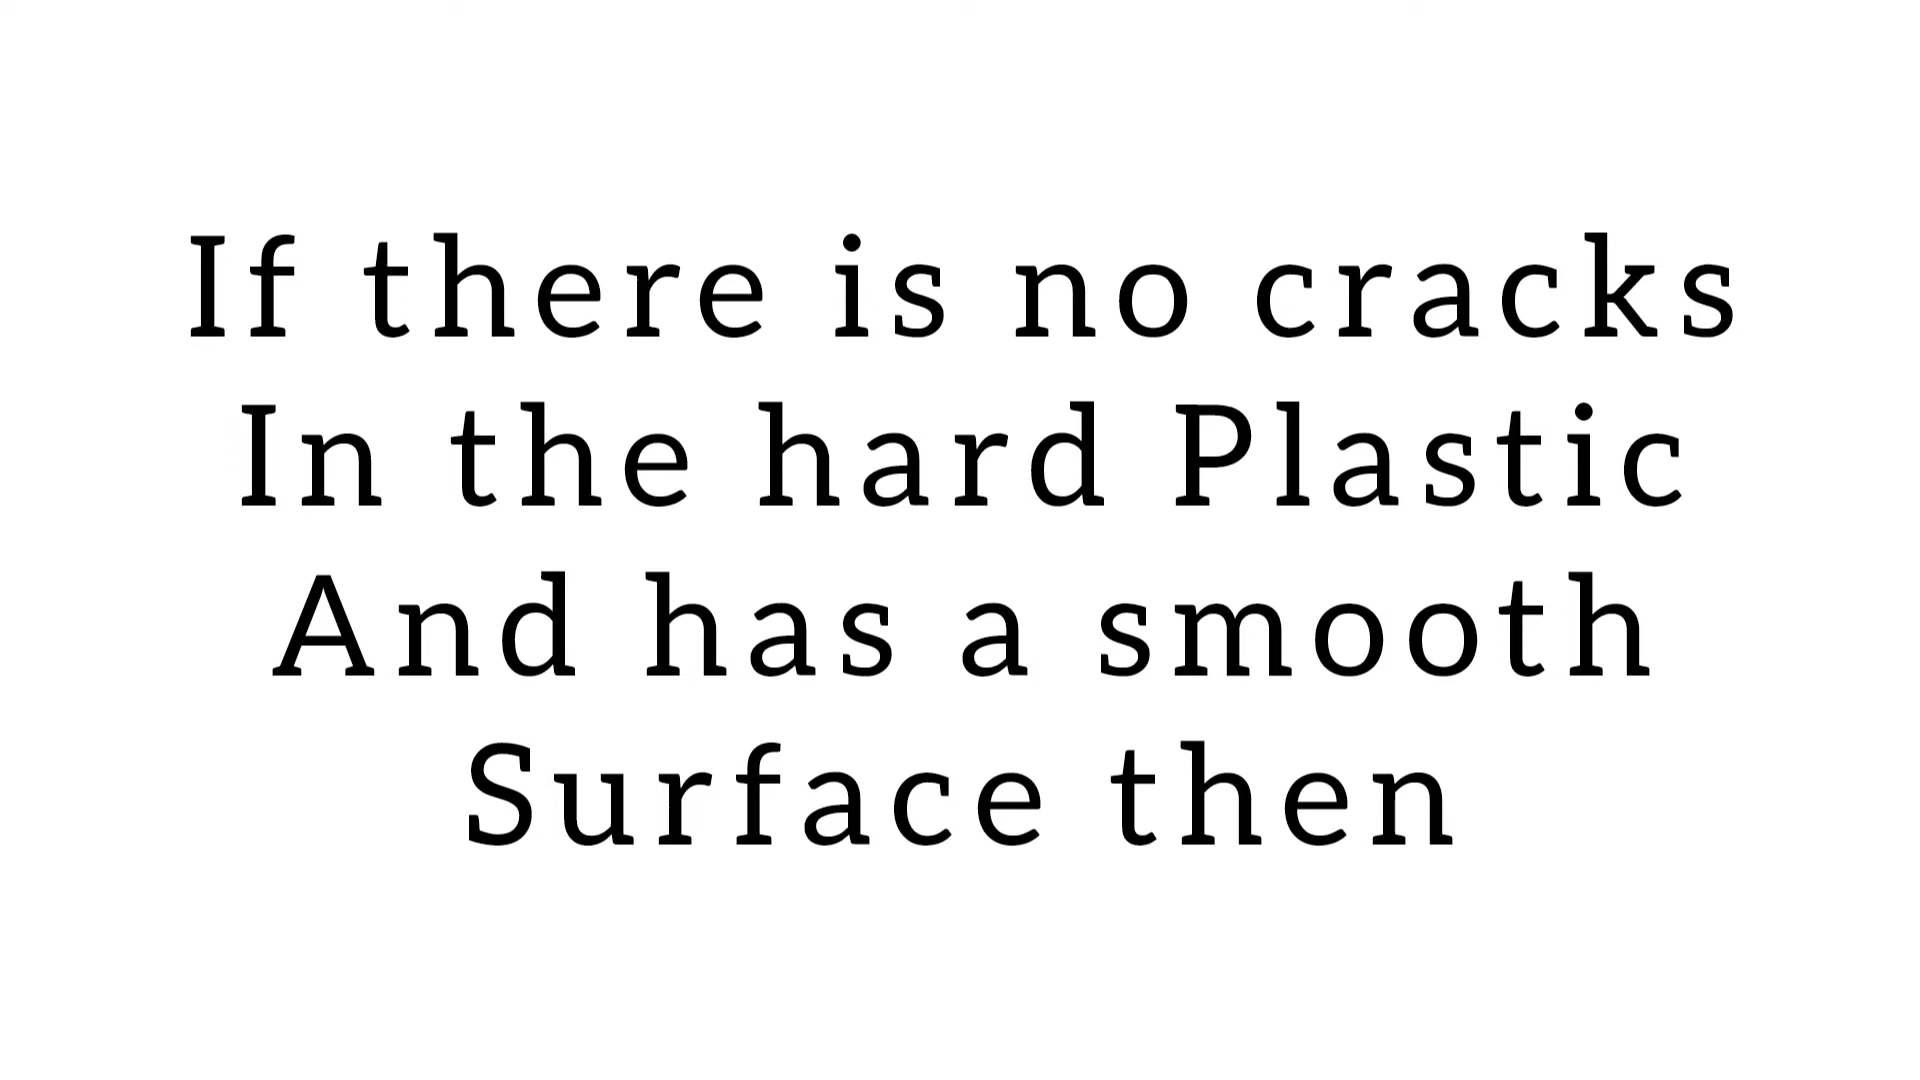 If there is no cracks
In the hard Plastic
And has a smooth
Surface then